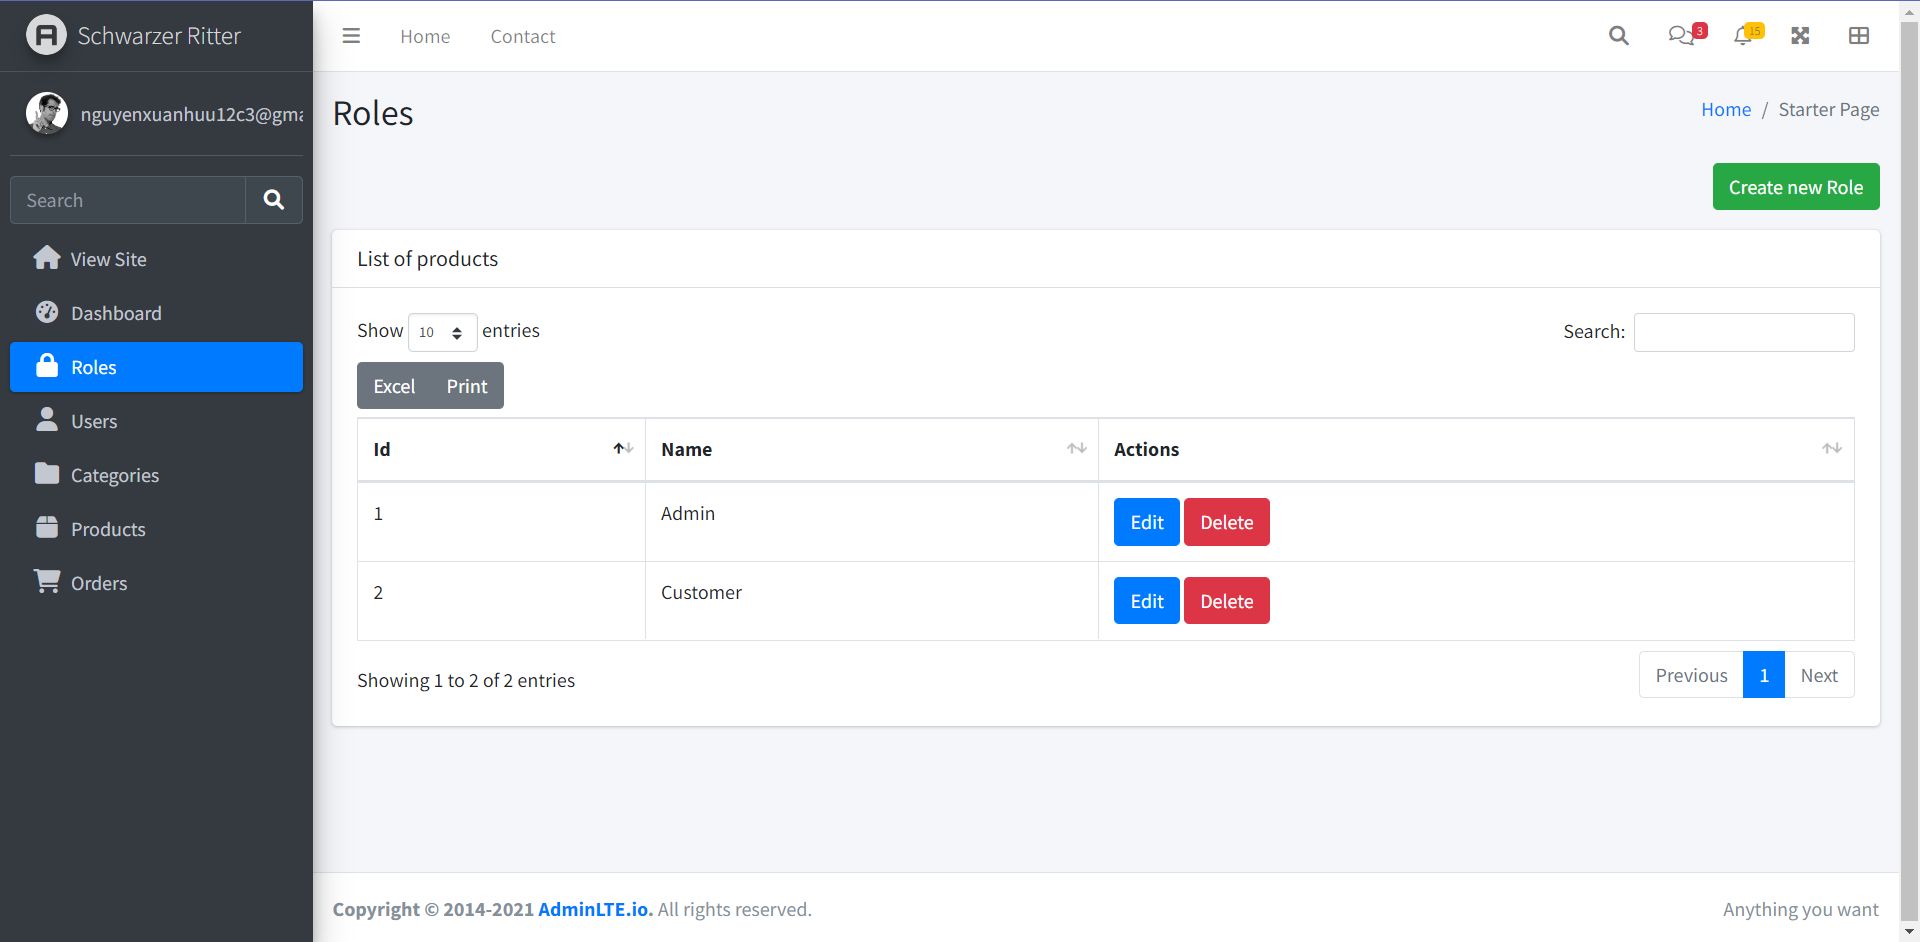 Schwarzer Ritter
Home
Contact
3
15
nguyenxuanhuu12c3@gma
Roles
Home / Starter Page
Search
Create new Role
View Site
Dashboard
Roles
Users
Categories
Products
Orders
List of products
Show 10 entries
Search:
Excel Print
Id Name Actions
1 Admin Edit Delete
2 Customer Edit Delete
Showing 1 to 2 of 2 entries
Previous 1 Next
Copyright © 2014-2021 AdminLTE.io. All rights reserved.
Anything you want